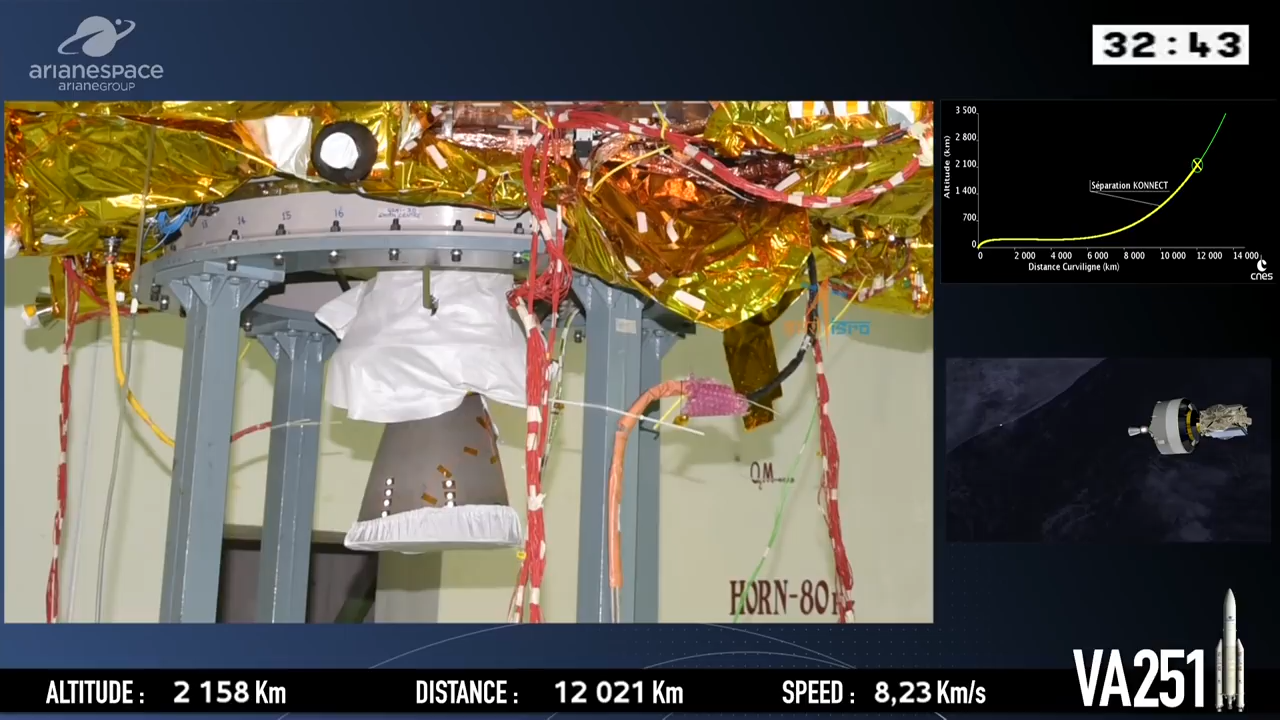 arianespace
arianeGROUP
32:43
14
15
16
isro
HORN-80
3 500
2 800
2 100
1 400
700
0
Altitude (km)
Séparation KONNECT
0
2 000
4 000
6 000
8 000
10 000
12 000
14 000
Distance Curviligne (km)
cnes
VA251
ALTITUDE : 2 158 Km
DISTANCE : 12 021 Km
SPEED : 8,23 Km/s